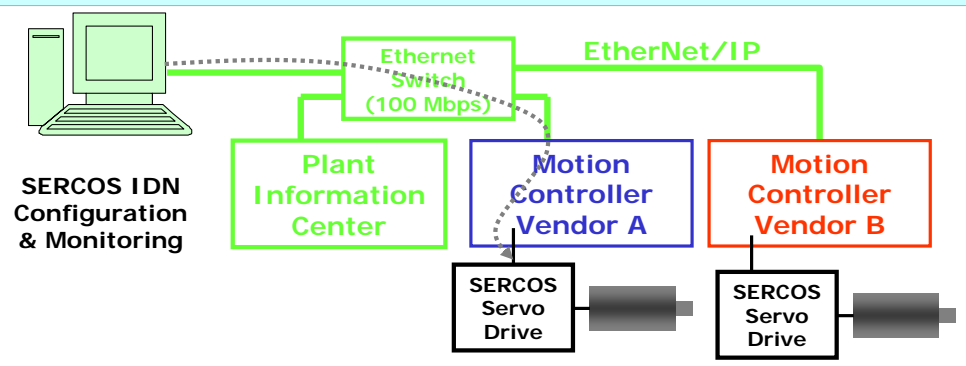 Ethernet
Switch
(100 Mbps)
EtherNet/IP
SERCOS IDN
Configuration
& Monitoring
Plant
Information
Center
Motion
Controller
Vendor A
Motion
Controller
Vendor B
SERCOS
Servo
Drive
SERCOS
Servo
Drive